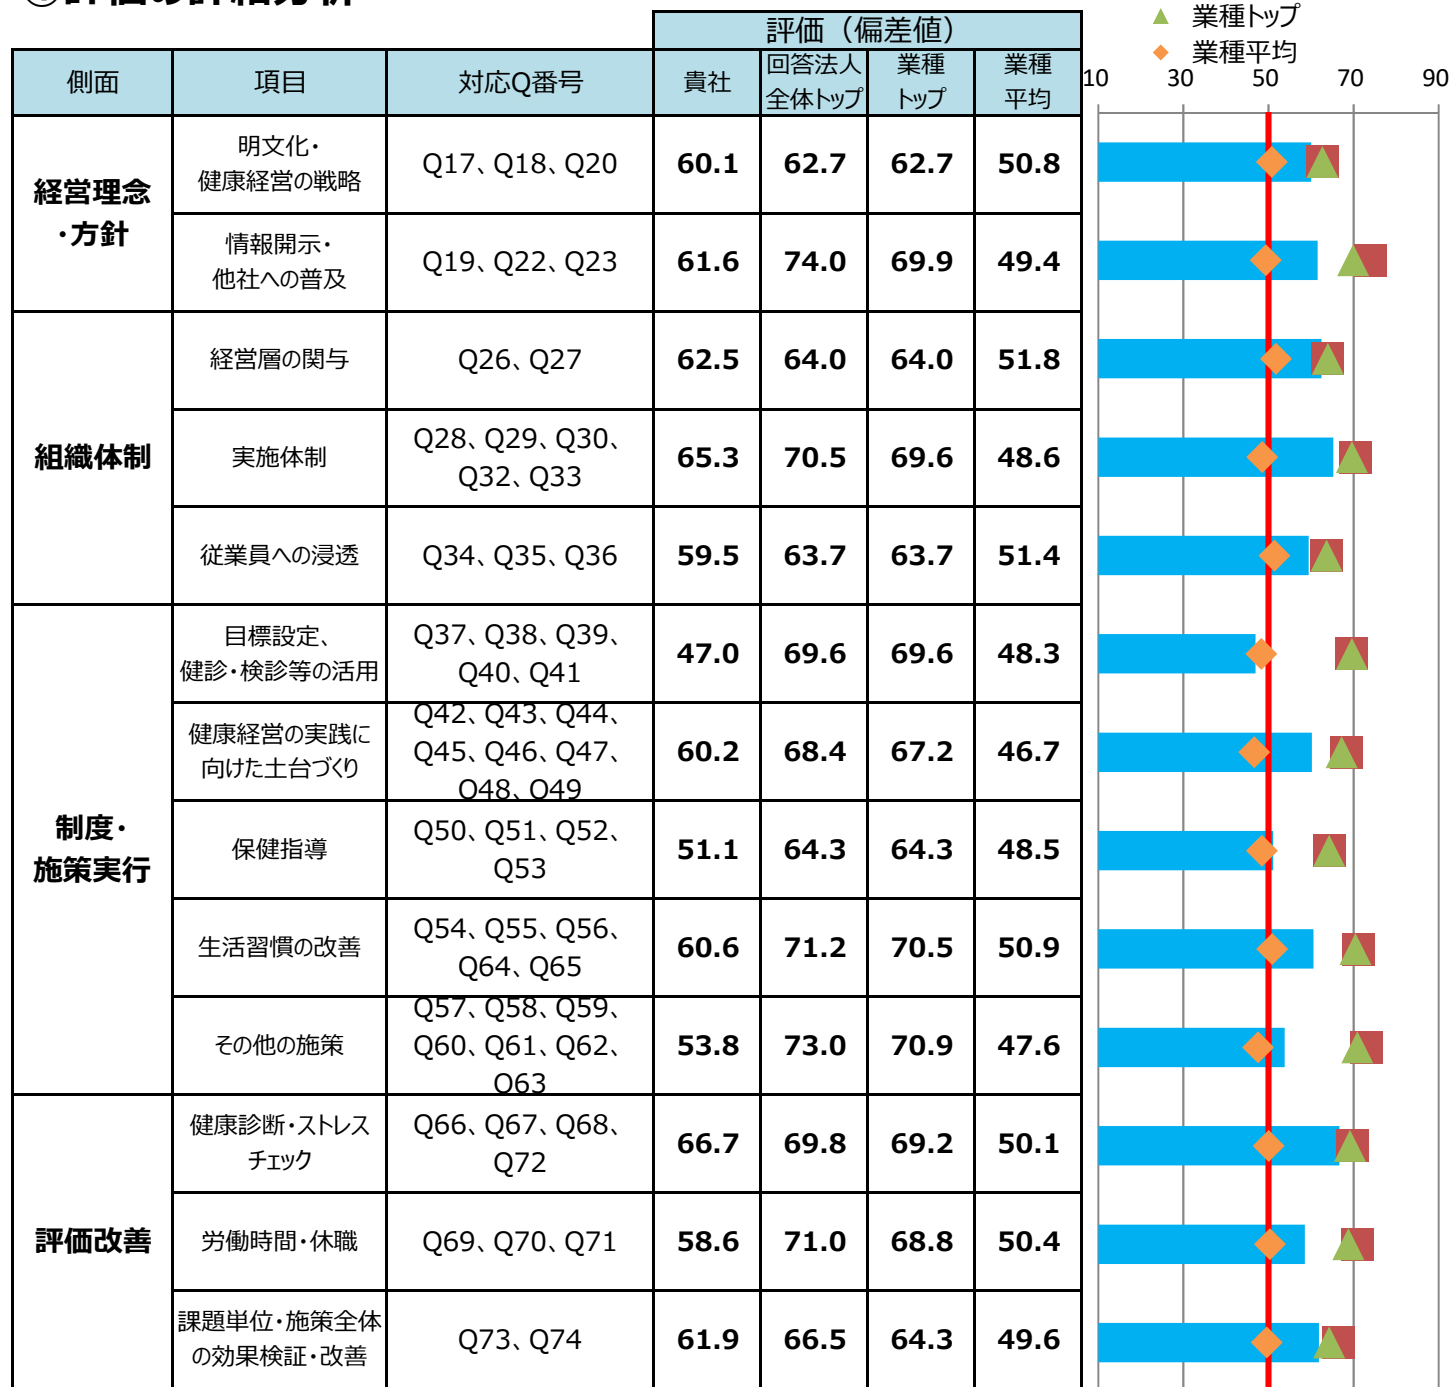 評価（偏差値）
▲ 業種トップ
◆ 業種平均
側面 項目 対応Q番号 貴社 回答法人 業種 業種
全体トップ トップ 平均
10 30 50 70 90
経営理念
・方針
明文化・
健康経営の戦略
Q17、Q18、Q20 60.1 62.7 62.7 50.8
情報開示・
他社への普及
Q19、Q22、Q23 61.6 74.0 69.9 49.4
組織体制
経営層の関与 Q26、Q27 62.5 64.0 64.0 51.8
実施体制
Q28、Q29、Q30、
Q32、Q33
65.3 70.5 69.6 48.6
従業員への浸透 Q34、Q35、Q36 59.5 63.7 63.7 51.4
制度・
施策実行
目標設定、
健診・検診等の活用
Q37、Q38、Q39、
Q40、Q41
47.0 69.6 69.6 48.3
健康経営の実践に
向けた土台づくり
Q42、Q43、Q44、
Q45、Q46、Q47、
Q48、Q49
60.2 68.4 67.2 46.7
保健指導
Q50、Q51、Q52、
Q53
51.1 64.3 64.3 48.5
生活習慣の改善
Q54、Q55、Q56、
Q64、Q65
60.6 71.2 70.5 50.9
その他の施策
Q57、Q58、Q59、
Q60、Q61、Q62、
Q63
53.8 73.0 70.9 47.6
評価改善
健康診断・ストレス
チェック
Q66、Q67、Q68、
Q72
66.7 69.8 69.2 50.1
労働時間・休職 Q69、Q70、Q71 58.6 71.0 68.8 50.4
課題単位・施策全体
の効果検証・改善
Q73、Q74 61.9 66.5 64.3 49.6